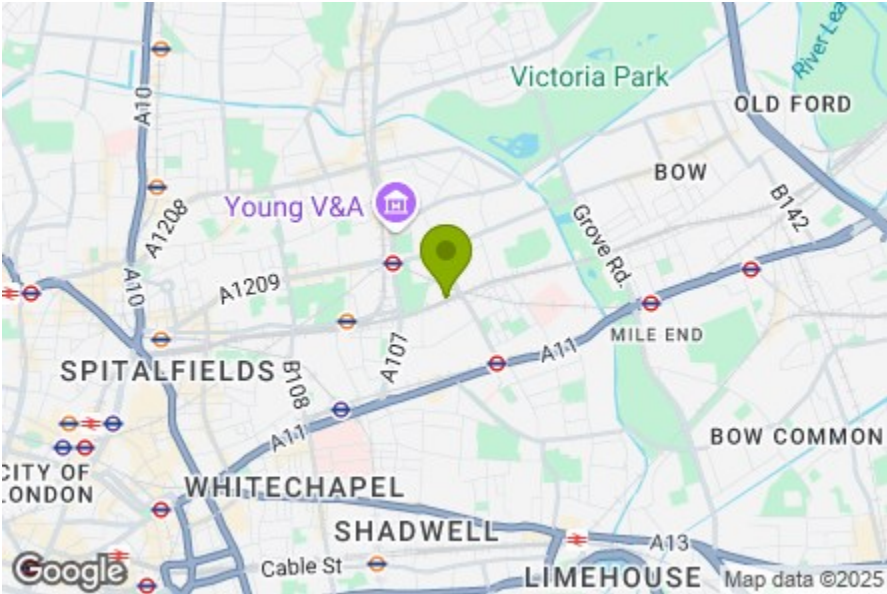 Victoria Park
River Lea
OLD FORD
A10
BOW
B142
Young V&A
Grove Rd.
A1208
A10
A1209
A107
MILE END
A11
SPITALFIELDS
B108
A11
BOW COMMON
CITY OF
LONDON
WHITECHAPEL
SHADWELL
A13
Cable St
LIMEHOUSE
Google
Map data ©2025